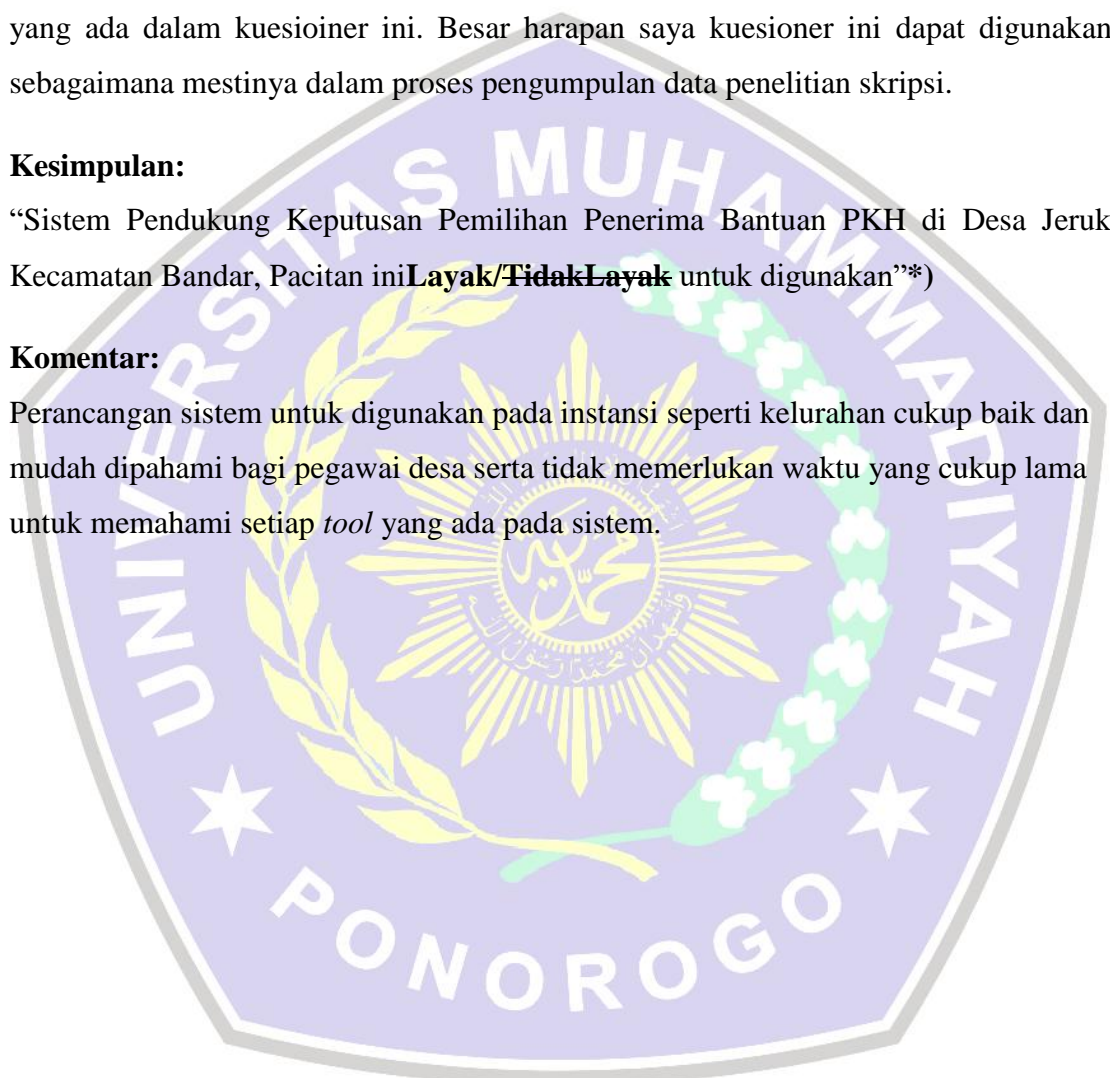 yang ada dalam kuesioiner ini. Besar harapan saya kuesioner ini dapat digunakan
sebagaimana mestinya dalam proses pengumpulan data penelitian skripsi.
Kesimpulan:
“Sistem Pendukung Keputusan Pemilihan Penerima Bantuan PKH di Desa Jeruk
Kecamatan Bandar, Pacitan iniLayak/TidakLayak untuk digunakan”*)
Komentar:
Perancangan sistem untuk digunakan pada instansi seperti kelurahan cukup baik dan
mudah dipahami bagi pegawai desa serta tidak memerlukan waktu yang cukup lama
untuk memahami setiap tool yang ada pada sistem.
UNIVERSITAS MUHAMMADIYAH
PONOROGO
محمدية